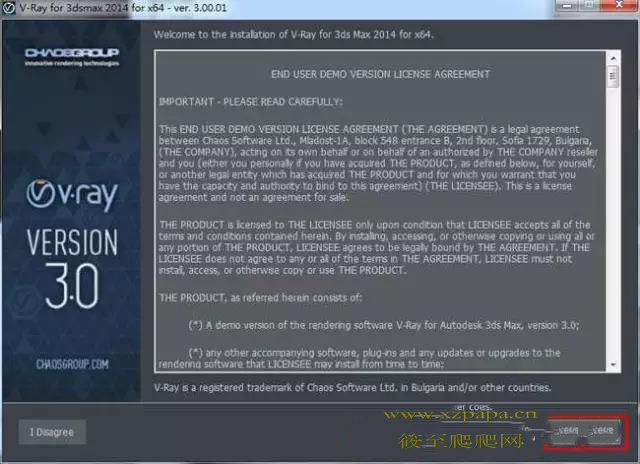 V-Ray for 3dsmax 2014 for x64 - ver. 3.00.01
CHAOSGROUP
innovative rendering technologies
v·ray
VERSION
3.0
CHAOSGROUP.COM
Welcome to the installation of V-Ray for 3ds Max 2014 for x64.
END USER DEMO VERSION LICENSE AGREEMENT
IMPORTANT - PLEASE READ CAREFULLY:
This END USER DEMO VERSION LICENSE AGREEMENT (THE AGREEMENT) is a legal agreement
between Chaos Software Ltd., Mladost-1A, block 548 entrance B, 2nd floor, Sofia 1729, Bulgaria,
(THE COMPANY), acting on its own behalf or on behalf of an authorized by THE COMPANY reseller
and you (either you personally if you have acquired THE PRODUCT, as defined below, for yourself,
or another legal entity which has acquired THE PRODUCT and for which you warrant that you
have the capacity and authority to bind to this agreement) (THE LICENSEE). This is a license
agreement and not an agreement for sale.
THE PRODUCT is licensed to THE LICENSEE only upon condition that LICENSEE accepts all of the
terms and conditions contained herein. By installing, accessing, or otherwise copying or using all or
any portion of THE PRODUCT, LICENSEE agrees to be legally bound by THE AGREEMENT. If THE
LICENSEE does not agree to any or all of the terms in THE AGREEMENT, LICENSEE must not
install, access, or otherwise copy or use THE PRODUCT.
THE PRODUCT, as referred herein consists of:
(*) A demo version of the rendering software V-Ray for Autodesk 3ds Max, version 3.0;
(*) any other accompanying software, plug-ins and any updates or upgrades to the
rendering software that LICENSEE may install from time to time;
V-Ray is a registered trademark of Chaos Software Ltd. in Bulgaria and/or other countries.
www.xzpapa.cn
I Disagree
後至爬爬网